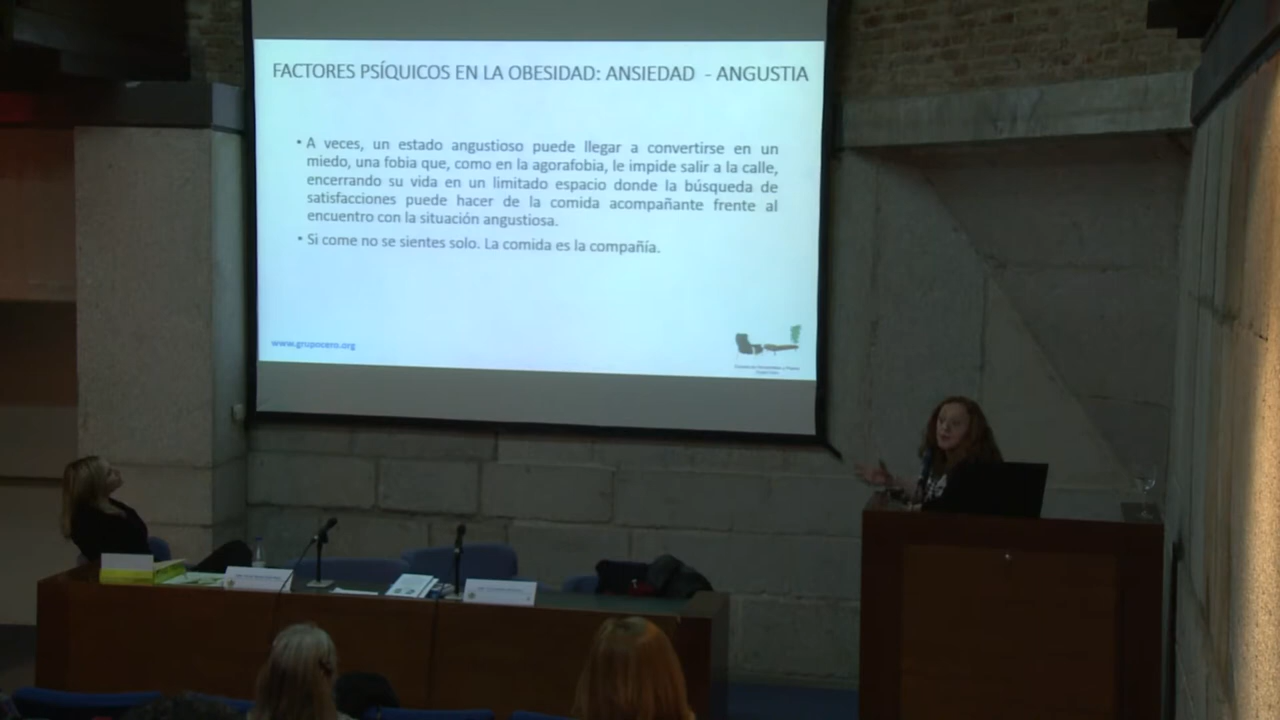 FACTORES PSÍQUICOS EN LA OBESIDAD: ANSIEDAD - ANGUSTIA
• A veces, un estado angustioso puede llegar a convertirse en un
miedo, una fobia que, como en la agorafobia, le impide salir a la calle,
encerrando su vida en un limitado espacio donde la búsqueda de
satisfacciones puede hacer de la comida acompañante frente al
encuentro con la situación angustiosa.
• Si come no se sientes solo. La comida es la compañía.
www.grupocero.org